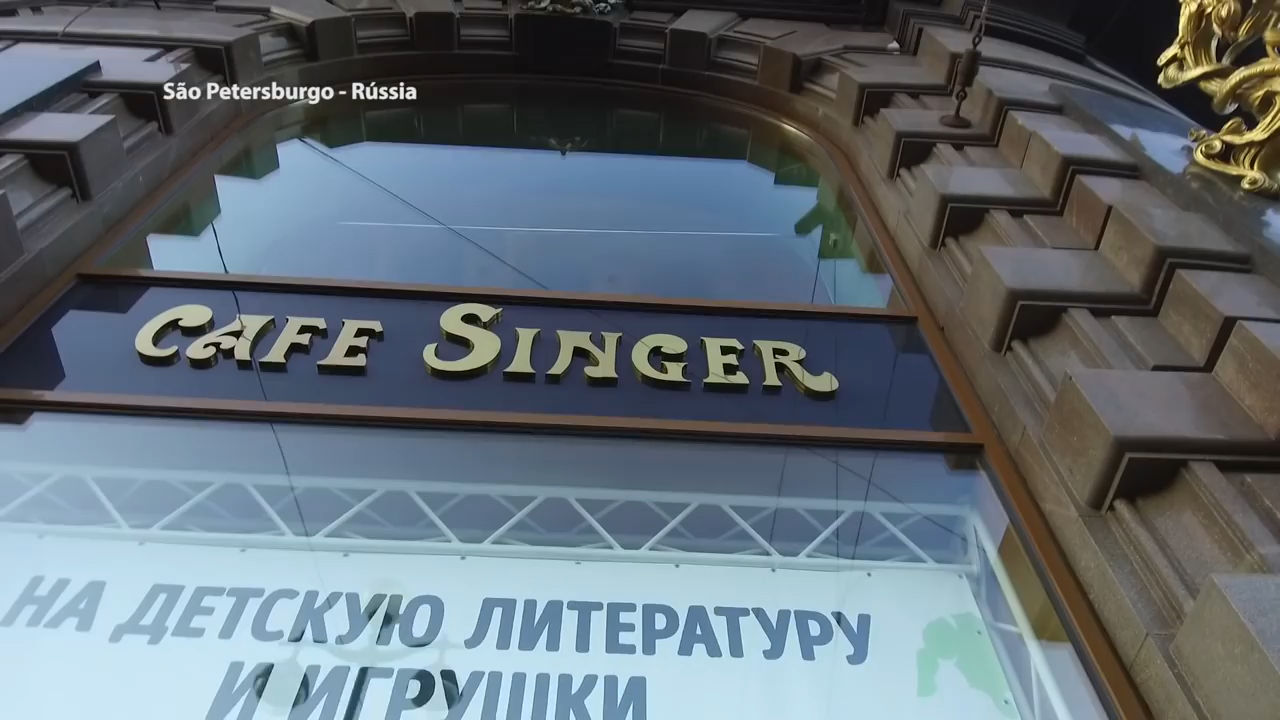 São Petersburgo - Rússia
CAFE SINGER
НА ДЕТСКУЮ ЛИТЕРАТУРУ
И ИГРУШКИ